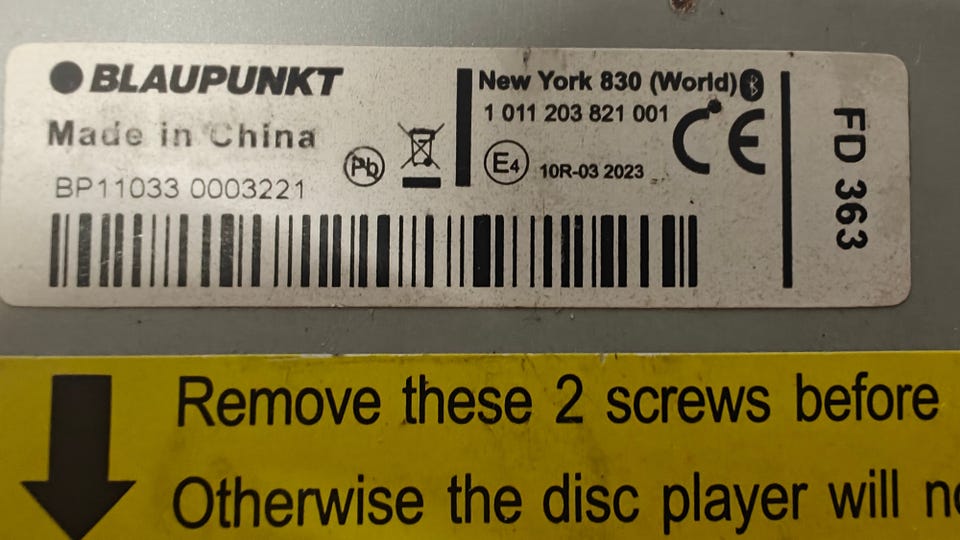 BLAUPUNKT
Made in China
BP11033 0003221
Pb
New York 830 (World)
1 011 203 821 001
E4 10R-03 2023
CE
FD 363
Remove these 2 screws before
Otherwise the disc player will